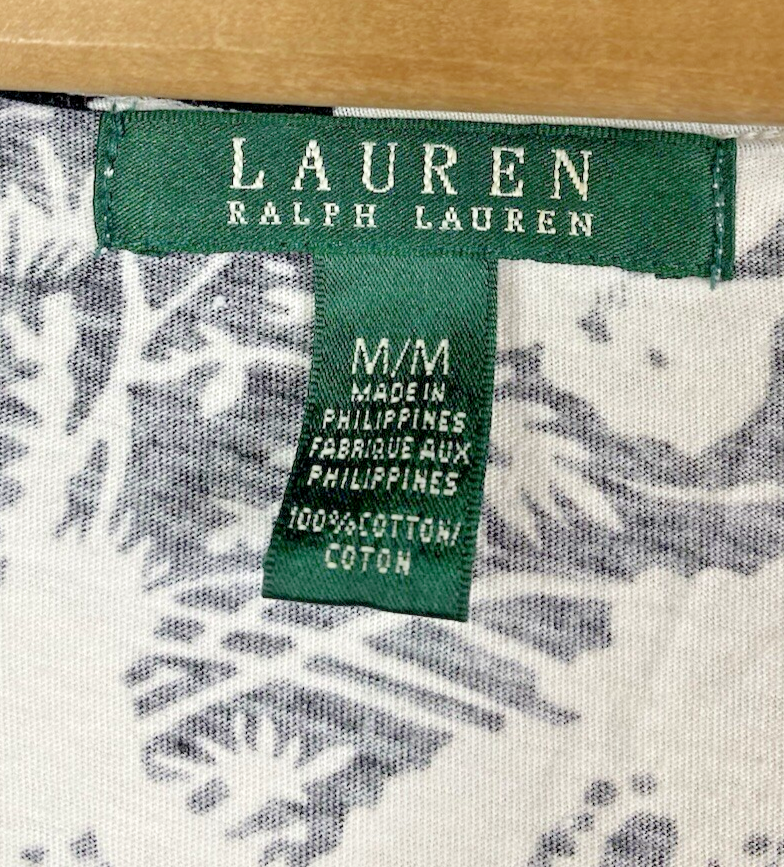 LAUREN
RALPH LAUREN
M/M
MADE IN
PHILIPPINES
FABRIQUE AUX
PHILIPPINES
100%COTTON/
COTON